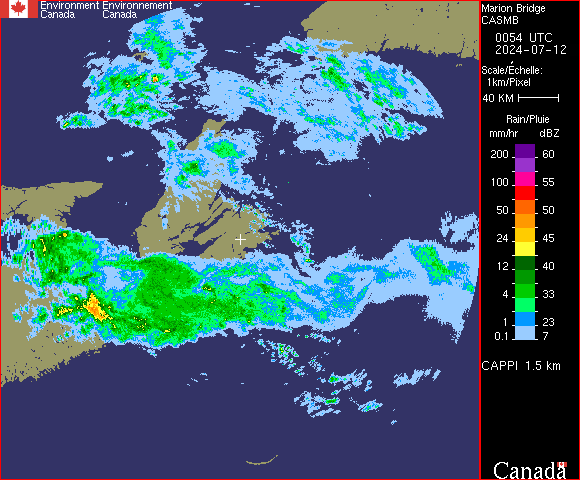 Environment Environnement
Canada Canada
Marion Bridge
CASMB
0054 UTC
2024-07-12
Scale/Échelle:
1km/Pixel
40 KM
Rain/Pluie
mm/hr dBZ
200 60
100 55
50 50
24 45
12 40
4 33
1 23
0.1 7
CAPPI 1.5 km
Canada